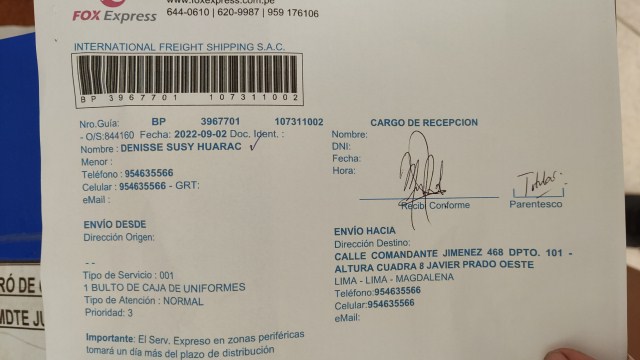 www.foxexpress.com.pe
FOX Express
644-0610 | 620-9987 | 959 176106
INTERNATIONAL FREIGHT SHIPPING S.A.C.
BP 3967701 107311002
Nro.Guía: BP 3967701 107311002
- O/S:844160 Fecha: 2022-09-02 Doc. Ident. :
Nombre : DENISSE SUSY HUARAC
Menor :
Teléfono : 954635566
Celular : 954635566 - GRT:
eMail :
CARGO DE RECEPCION
Nombre:
DNI:
Fecha:
Hora:
Recibí Conforme
Titular
Parentesco
ENVÍO DESDE
Dirección Origen:
- -
Tipo de Servicio : 001
1 BULTO DE CAJA DE UNIFORMES
Tipo de Atención : NORMAL
Prioridad: 3
ENVÍO HACIA
Dirección Destino:
CALLE COMANDANTE JIMENEZ 468 DPTO. 101 -
ALTURA CUADRA 8 JAVIER PRADO OESTE
LIMA - LIMA - MAGDALENA
Teléfono:954635566
Celular:954635566
eMail:
Importante: El Serv. Expreso en zonas periféricas
tomará un día más del plazo de distribución
RÓ DE
MDTE JU